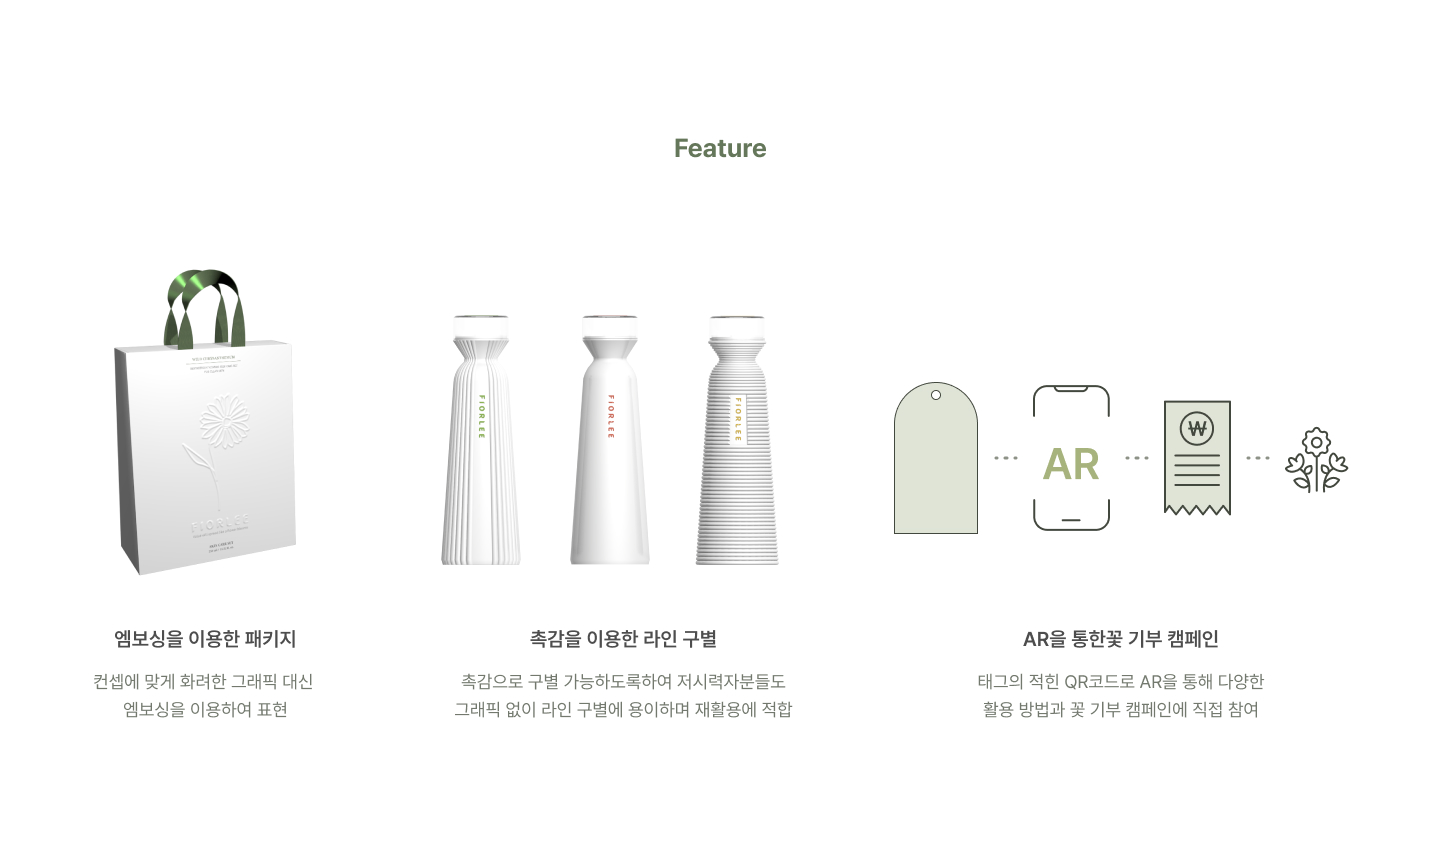 Feature
FIORLEE
FIORLEE
FIORLEE
FIORLEE
AR
₩
엠보싱을 이용한 패키지
컨셉에 맞게 화려한 그래픽 대신
엠보싱을 이용하여 표현
촉감을 이용한 라인 구별
촉감으로 구별 가능하도록하여 저시력자분들도
그래픽 없이 라인 구별에 용이하며 재활용에 적합
AR을 통한꽃 기부 캠페인
태그의 적힌 QR코드로 AR을 통해 다양한
활용 방법과 꽃 기부 캠페인에 직접 참여